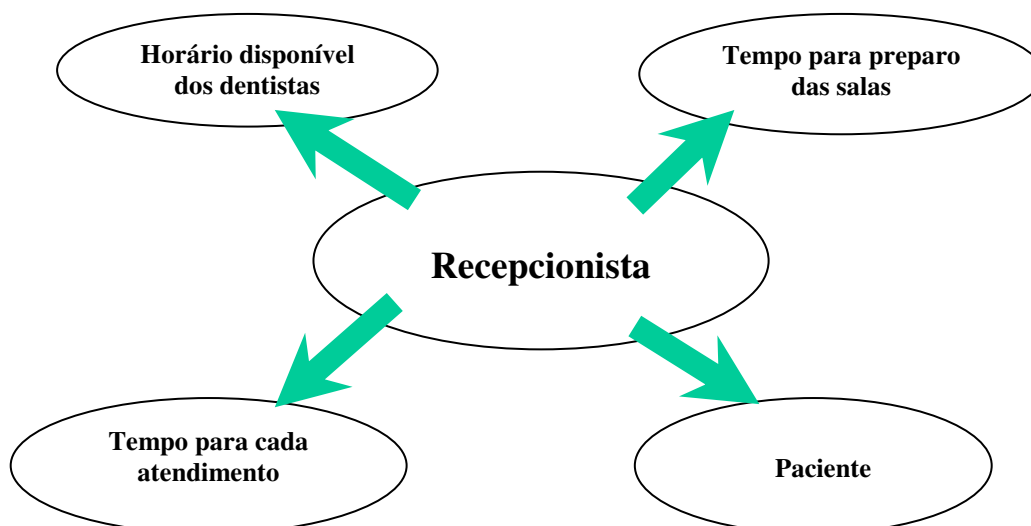 Horário disponível
dos dentistas
Tempo para preparo
das salas
Recepcionista
Tempo para cada
atendimento
Paciente